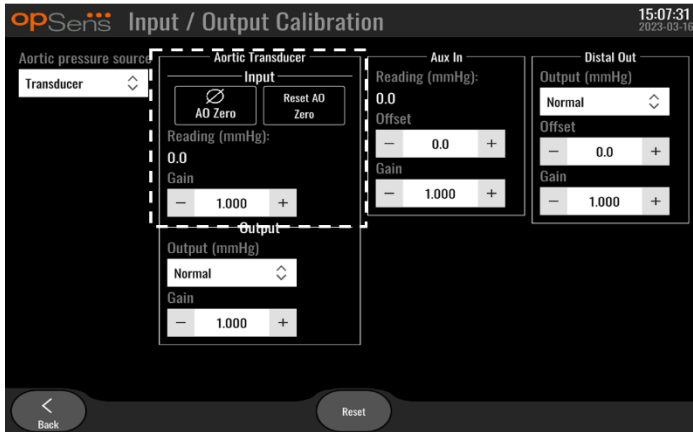 opSens Input / Output Calibration
15:07:31
2023-03-16
Aortic pressure source
Transducer
Aortic Transducer
Input
AO Zero
Reset AO
Zero
Reading (mmHg):
0.0
Gain
− 1.000 +
Output
Output (mmHg)
Normal
Gain
− 1.000 +
Aux In
Reading (mmHg):
0.0
Offset
− 0.0 +
Gain
− 1.000 +
Distal Out
Output (mmHg)
Normal
Offset
− 0.0 +
Gain
− 1.000 +
Back
Reset